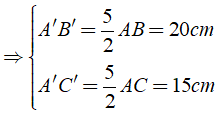 ⇒ { A'B' = 5/2 AB = 20cm
A'C' = 5/2 AC = 15cm